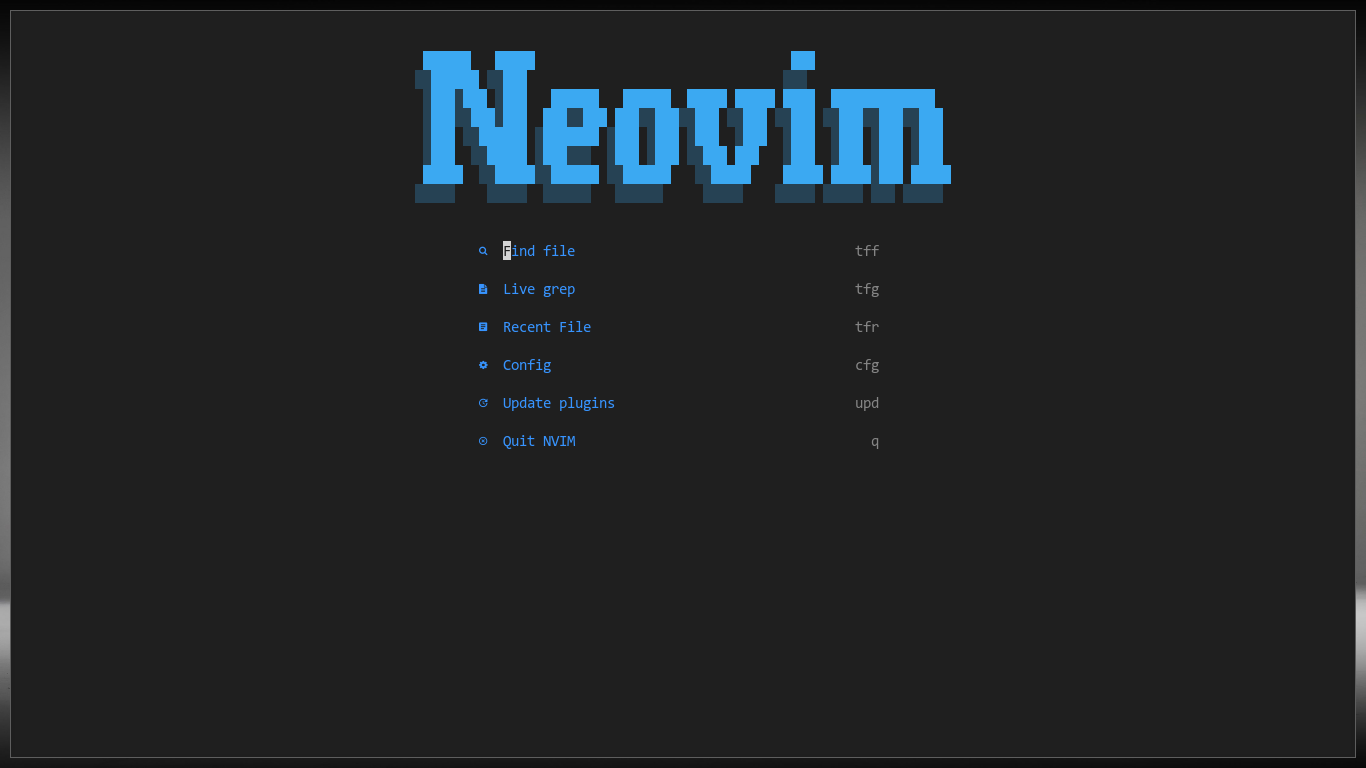 Neovim
Find file tff
Live grep tfg
Recent File tfr
Config cfg
Update plugins upd
Quit NVIM q